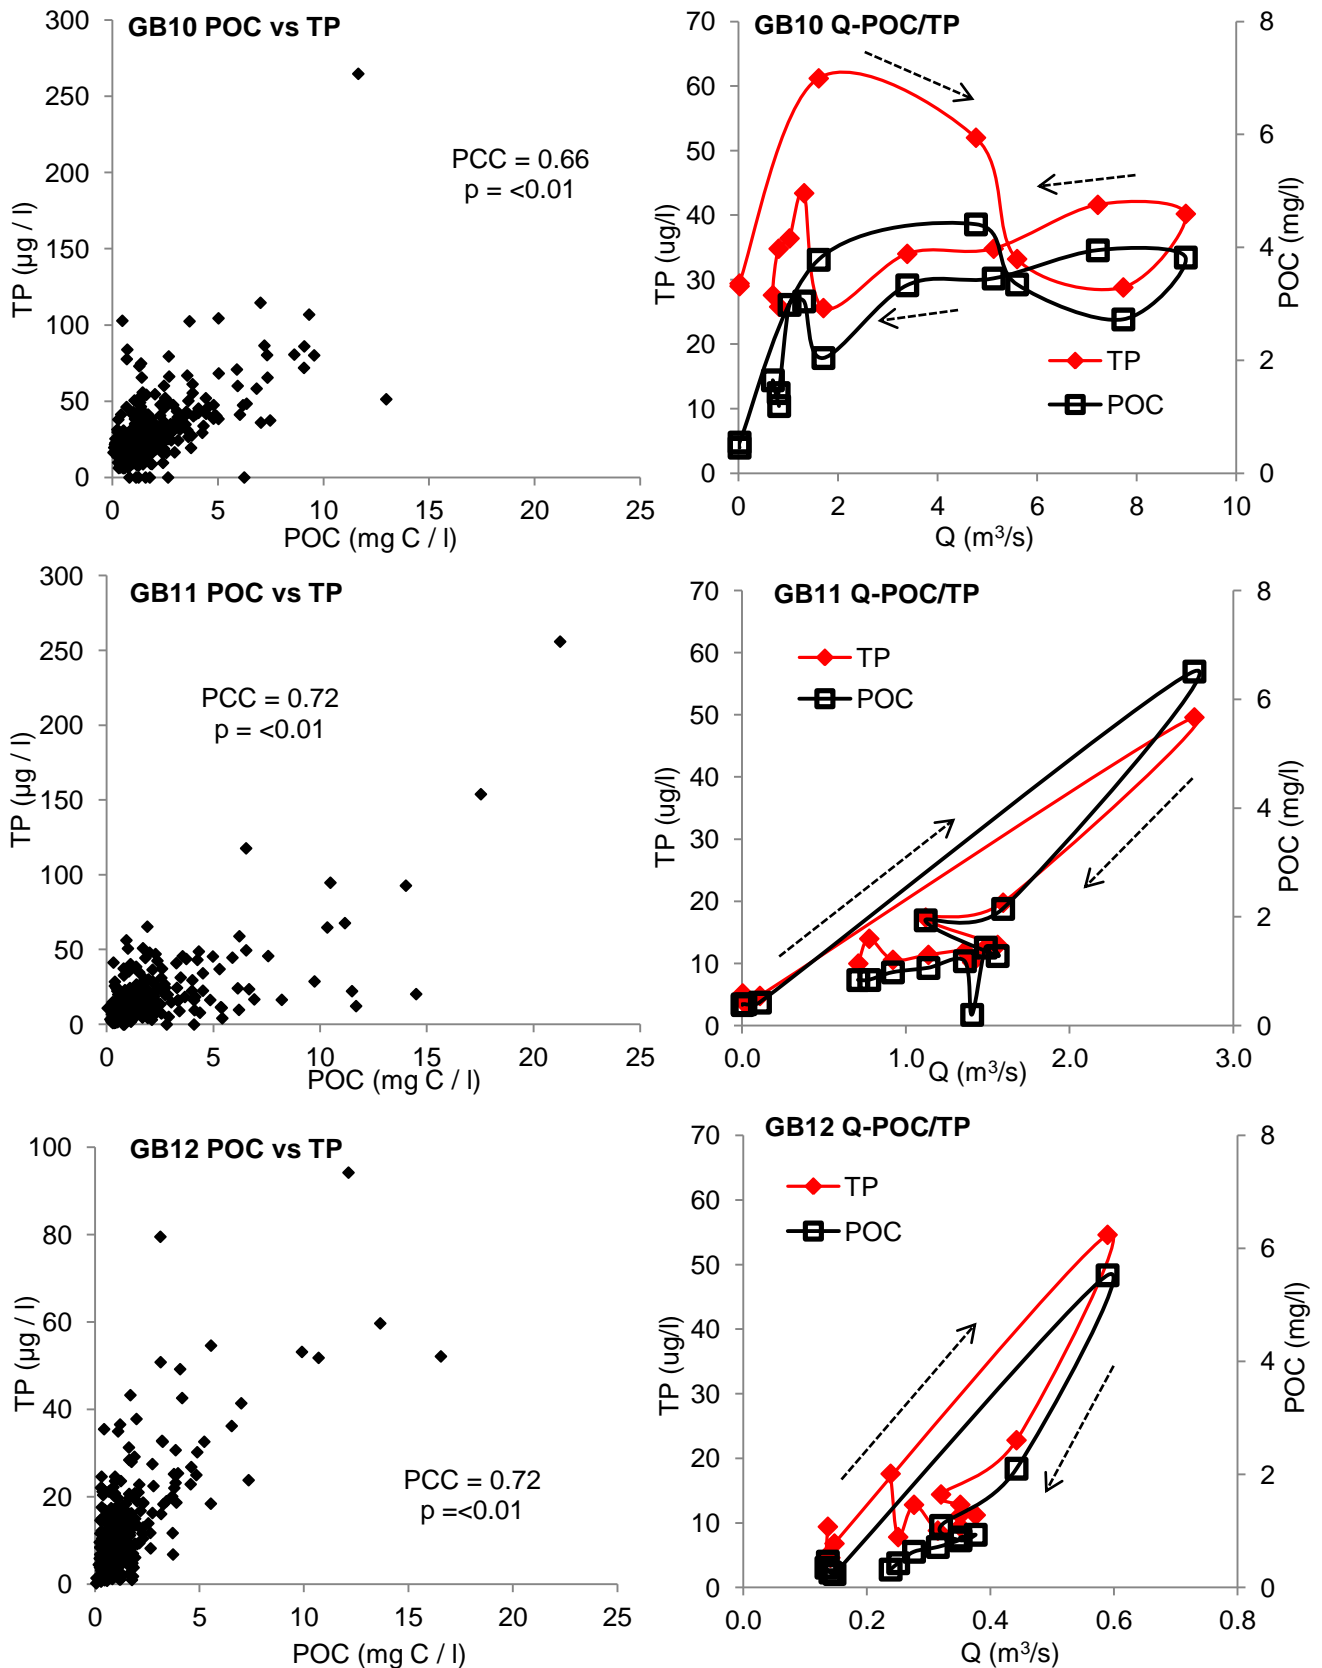 GB10 POC vs TP
300
250
200
150
100
50
0
TP (µg / l)
PCC = 0.66
p = <0.01
0 5 10 15 20 25
POC (mg C / l)
GB10 Q-POC/TP
70
60
50
40
30
20
10
0
TP (ug/l)
8
6
4
2
0
POC (mg/l)
TP
POC
0 2 4 6 8 10
Q (m³/s)
GB11 POC vs TP
300
250
200
150
100
50
0
TP (µg / l)
PCC = 0.72
p = <0.01
0 5 10 15 20 25
POC (mg C / l)
GB11 Q-POC/TP
70
60
50
40
30
20
10
0
TP (ug/l)
8
6
4
2
0
POC (mg/l)
TP
POC
0.0 1.0 2.0 3.0
Q (m³/s)
GB12 POC vs TP
100
80
60
40
20
0
TP (µg / l)
PCC = 0.72
p =<0.01
0 5 10 15 20 25
POC (mg C / l)
GB12 Q-POC/TP
70
60
50
40
30
20
10
0
TP (ug/l)
8
6
4
2
0
POC (mg/l)
TP
POC
0.0 0.2 0.4 0.6 0.8
Q (m³/s)